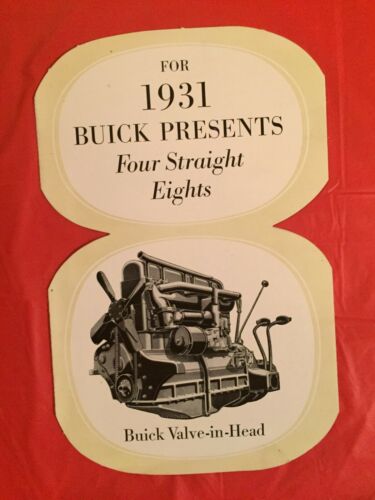 FOR
1931
BUICK PRESENTS
Four Straight
Eights
Buick Valve-in-Head